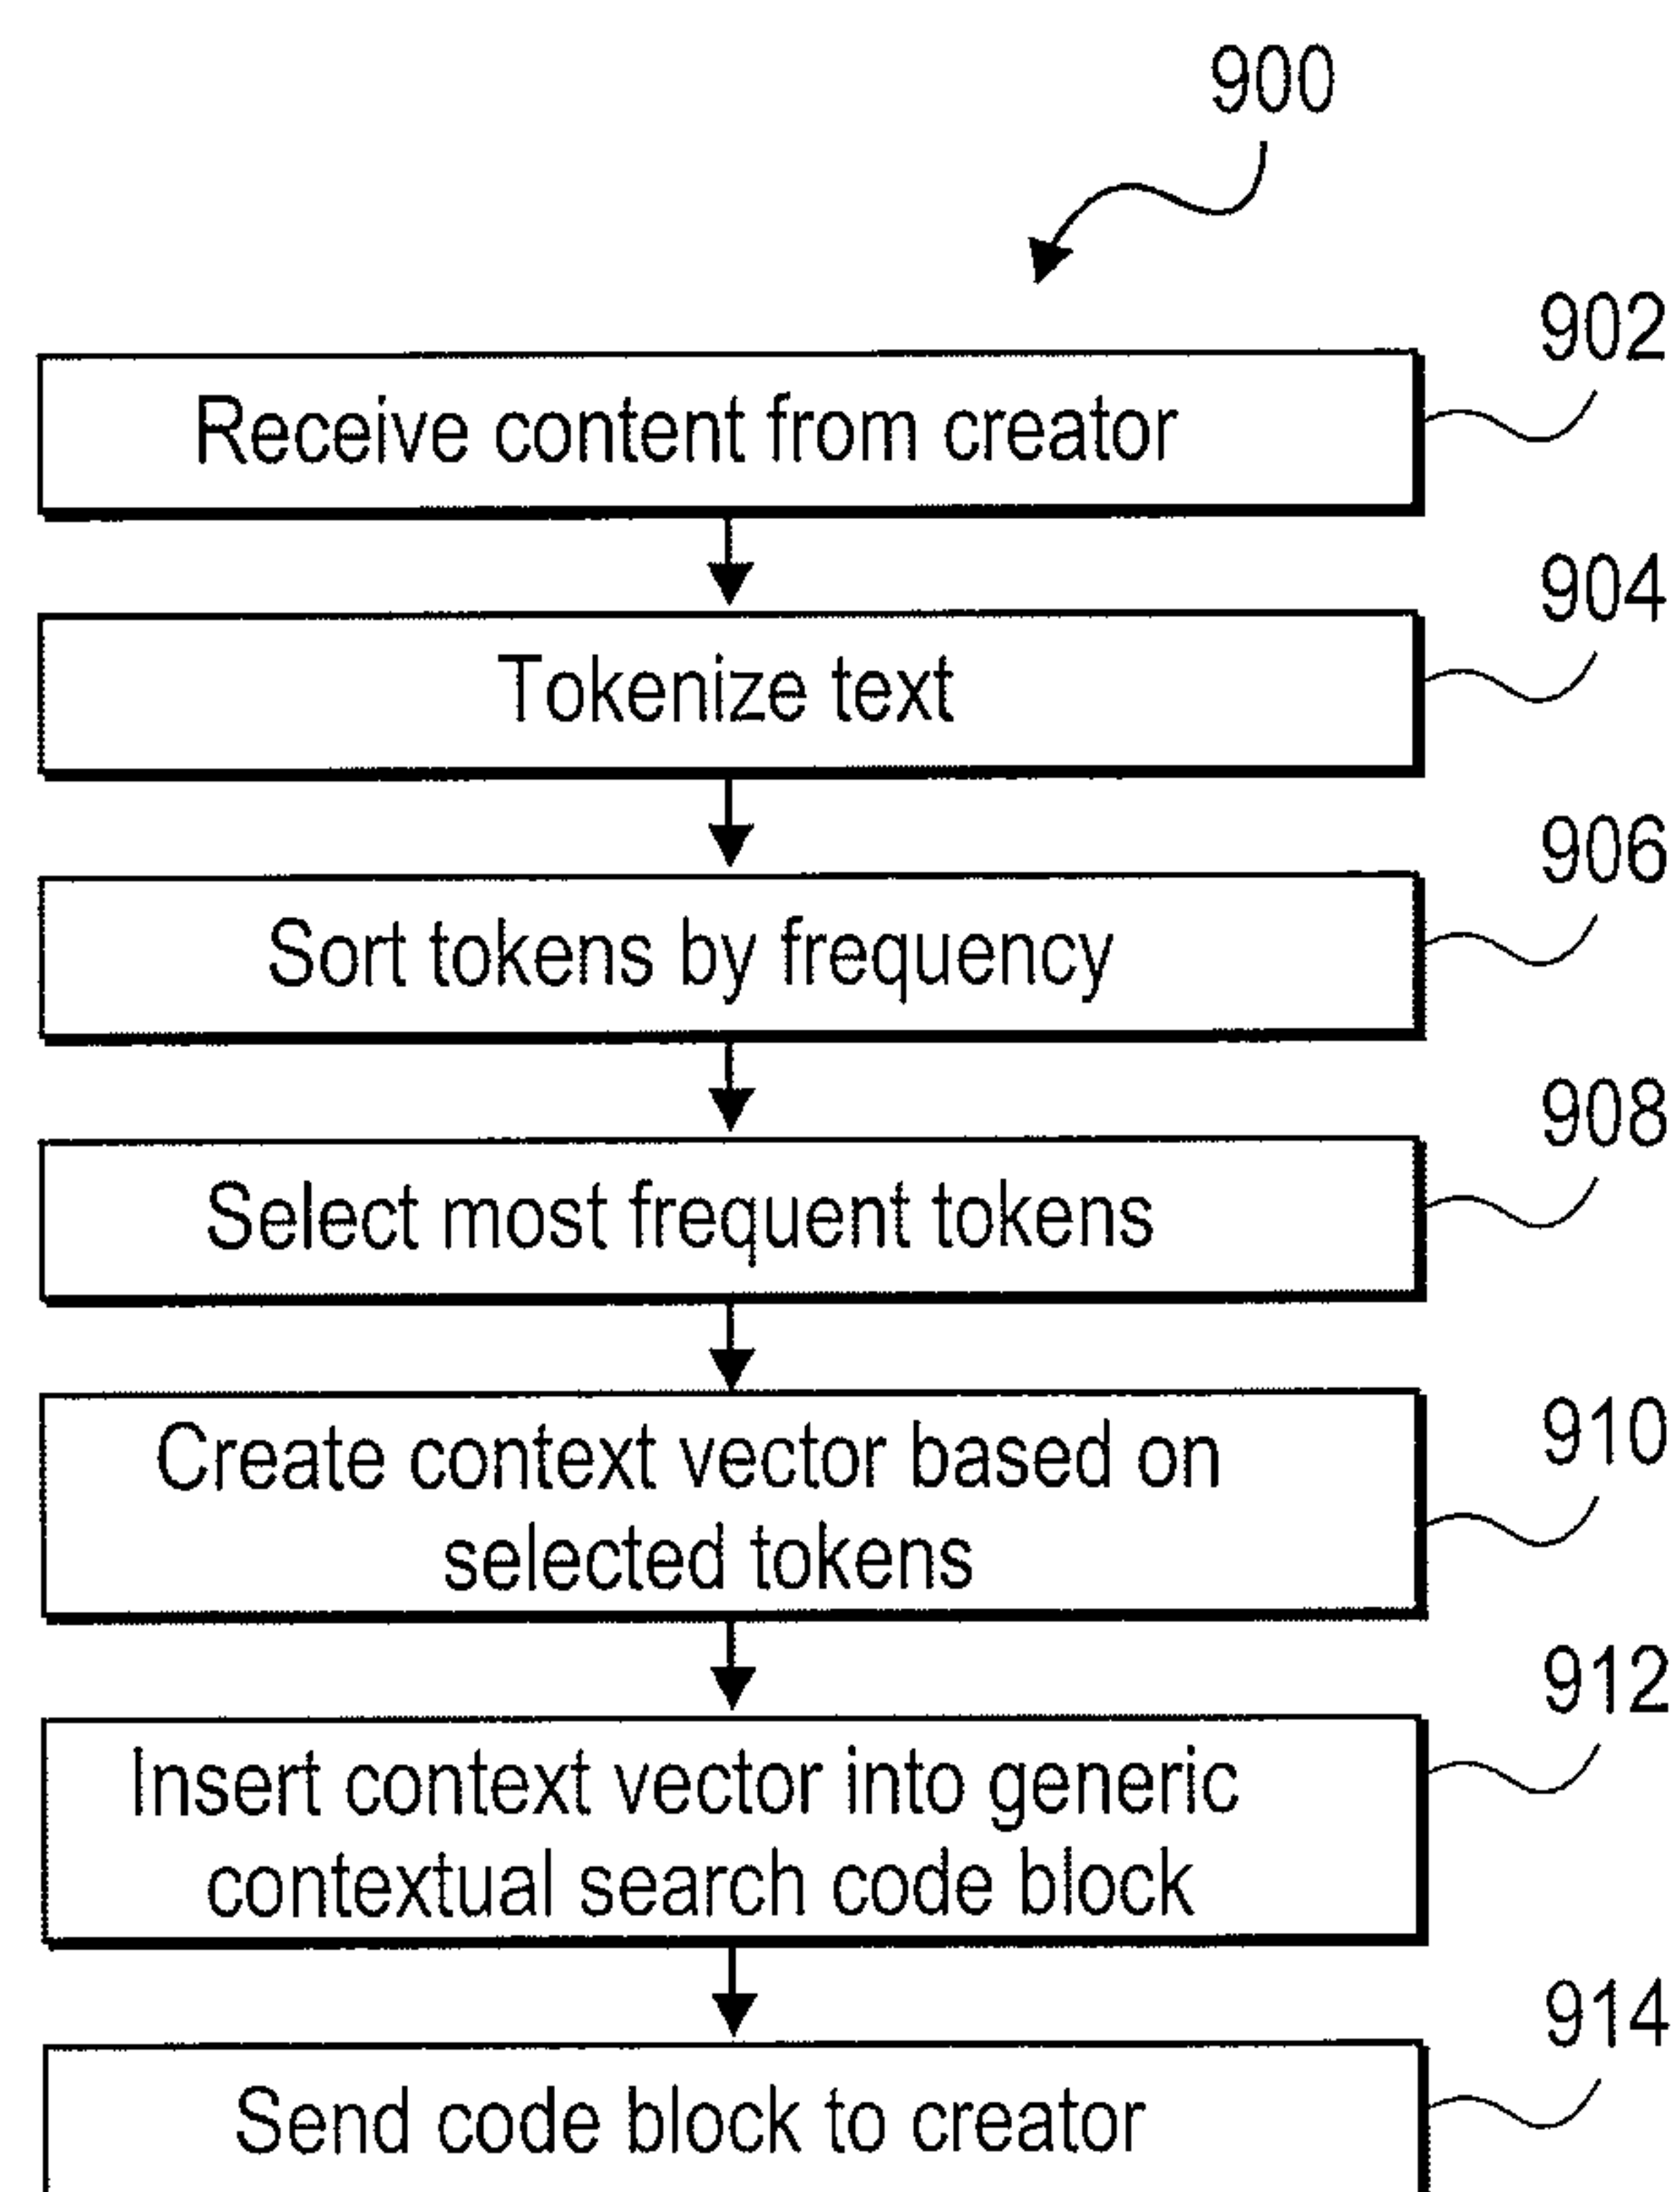 900
902
Receive content from creator
904
Tokenize text
906
Sort tokens by frequency
908
Select most frequent tokens
910
Create context vector based on
selected tokens
912
Insert context vector into generic
contextual search code block
914
Send code block to creator